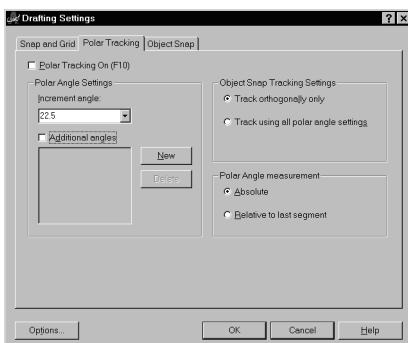 Drafting Settings
Snap and Grid
Polar Tracking
Object Snap
Polar Tracking On (F10)
Polar Angle Settings
Increment angle:
22.5
Additional angles
New
Delete
Object Snap Tracking Settings
Track orthogonally only
Track using all polar angle settings
Polar Angle measurement
Absolute
Relative to last segment
Options...
OK
Cancel
Help